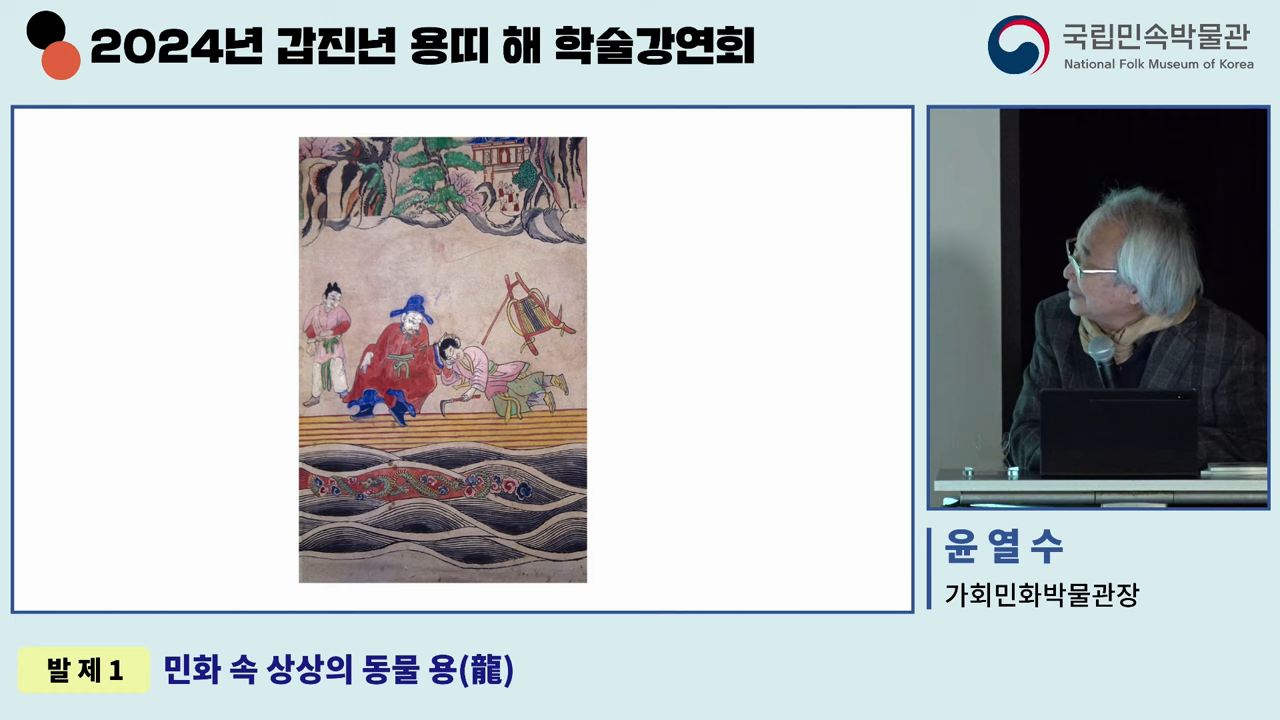 2024년 갑진년 용띠 해 학술강연회
국립민속박물관
National Folk Museum of Korea
윤열수
가회민화박물관장
발제1
민화 속 상상의 동물 용(龍)